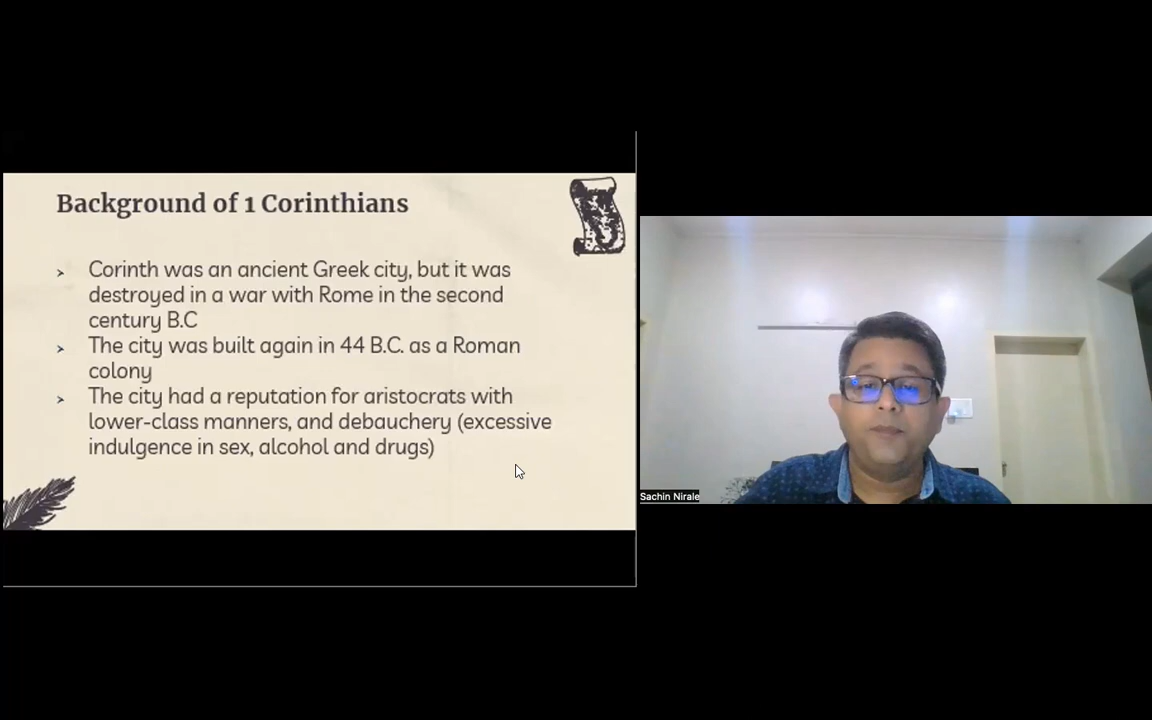 Background of 1 Corinthians
➢ Corinth was an ancient Greek city, but it was
destroyed in a war with Rome in the second
century B.C
➢ The city was built again in 44 B.C. as a Roman
colony
➢ The city had a reputation for aristocrats with
lower-class manners, and debauchery (excessive
indulgence in sex, alcohol and drugs)
Sachin Nirale